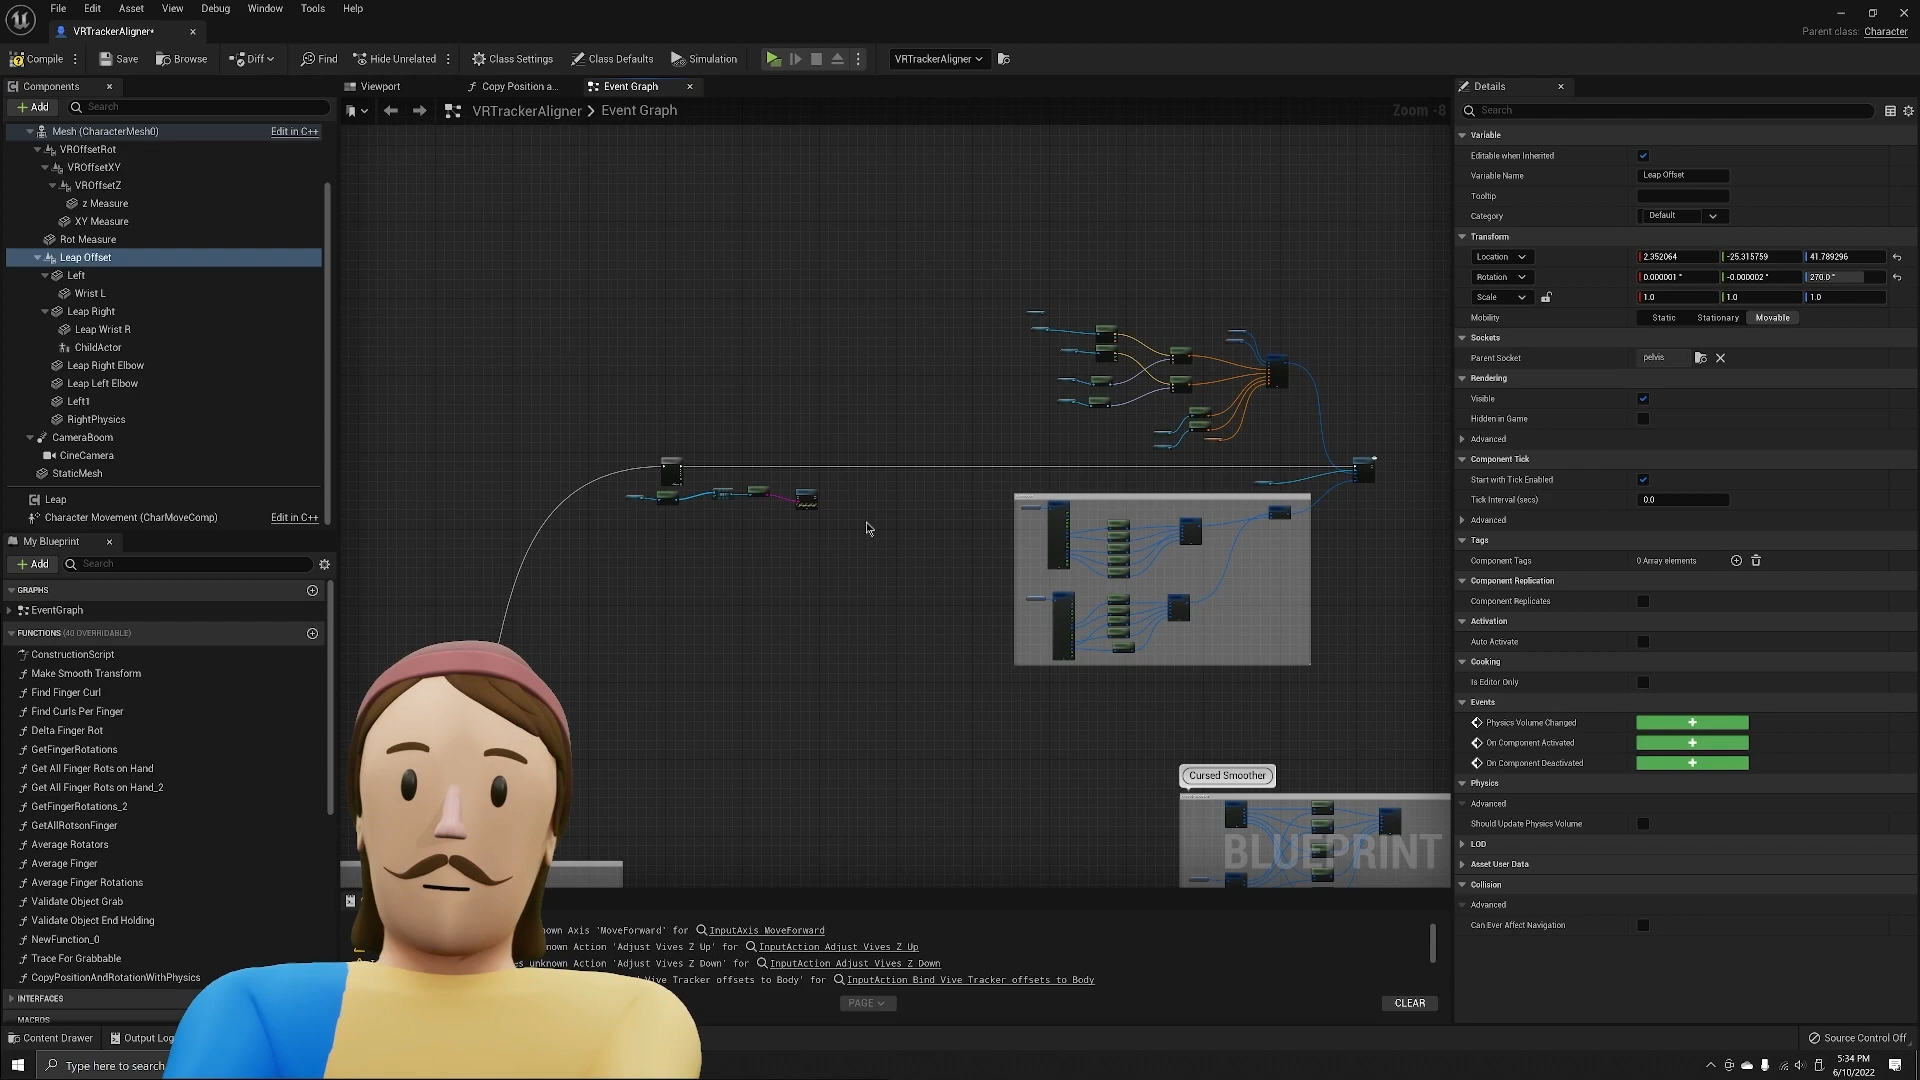 File Edit Asset View Debug Window Tools Help
VRTrackerAligner*
Parent class: Character
Compile Save Browse Diff Find Hide Unrelated Class Settings Class Defaults Simulation VRTrackerAligner
Components
Add Search
Mesh (CharacterMesh0) Edit in C++
VROffsetRot
VROffsetXY
VROffsetZ
z Measure
XY Measure
Rot Measure
Leap Offset
Left
Wrist L
Leap Right
Leap Wrist R
ChildActor
Leap Right Elbow
Leap Left Elbow
Left1
RightPhysics
CameraBoom
CineCamera
StaticMesh
Leap
Character Movement (CharMoveComp) Edit in C++
My Blueprint
Add Search
GRAPHS
EventGraph
FUNCTIONS (40 OVERRIDABLE)
ConstructionScript
Make Smooth Transform
Find Finger Curl
Find Curls Per Finger
Delta Finger Rot
GetFingerRotations
Get All Finger Rots on Hand
Get All Finger Rots on Hand_2
GetFingerRotations_2
GetAllRotsonFinger
Average Rotators
Average Finger
Average Finger Rotations
Validate Object Grab
Validate Object End Holding
NewFunction_0
Trace For Grabbable
CopyPositionAndRotationWithPhysics
INTERFACES
MACROS
Viewport Copy Position a... Event Graph
VRTrackerAligner > Event Graph Zoom -8
Cursed Smoother
BLUEPRINT
own Axis 'MoveForward' for InputAxis MoveForward
unknown Action 'Adjust Vives Z Up' for InputAction Adjust Vives Z Up
es unknown Action 'Adjust Vives Z Down' for InputAction Adjust Vives Z Down
Vive Tracker offsets to Body' for InputAction Bind Vive Tracker offsets to Body
PAGE CLEAR
Details
Search
Variable
Editable when Inherited
Variable Name Leap Offset
Tooltip
Category Default
Transform
Location 2.352064 -25.315759 41.789296
Rotation 0.000001 ° -0.000002 ° 270.0 °
Scale 1.0 1.0 1.0
Mobility Static Stationary Movable
Sockets
Parent Socket pelvis
Rendering
Visible
Hidden in Game
Advanced
Component Tick
Start with Tick Enabled
Tick Interval (secs) 0.0
Advanced
Tags
Component Tags 0 Array elements
Component Replication
Component Replicates
Activation
Auto Activate
Cooking
Is Editor Only
Events
Physics Volume Changed
On Component Activated
On Component Deactivated
Physics
Advanced
Should Update Physics Volume
LOD
Asset User Data
Collision
Advanced
Can Ever Affect Navigation
Content Drawer Output Log Source Control Off
Type here to search
5:34 PM
6/10/2022